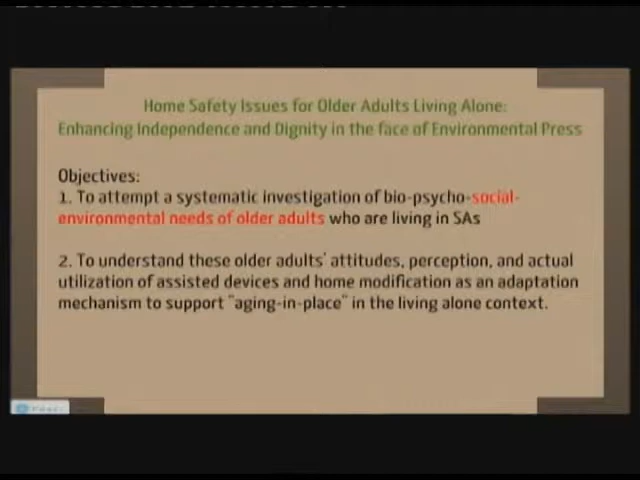 Home Safety Issues for Older Adults Living Alone:
Enhancing Independence and Dignity in the face of Environmental Press
Objectives:
1. To attempt a systematic investigation of bio-psycho-social-
environmental needs of older adults who are living in SAs
2. To understand these older adults' attitudes, perception, and actual
utilization of assisted devices and home modification as an adaptation
mechanism to support "aging-in-place" in the living alone context.